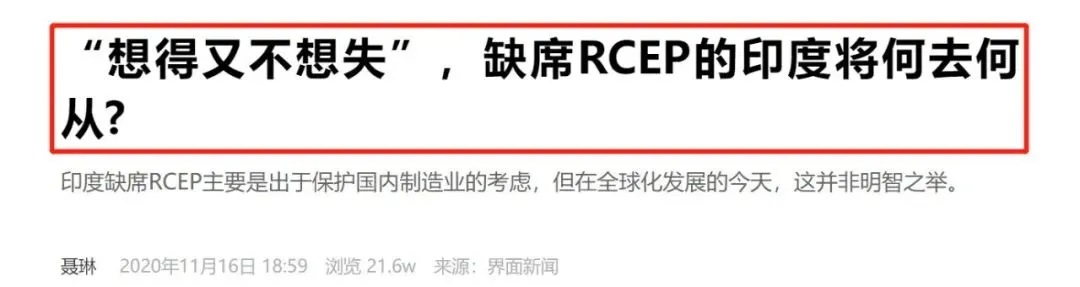 “想得又不想失”，缺席RCEP的印度将何去何
从？
印度缺席RCEP主要是出于保护国内制造业的考虑，但在全球化发展的今天，这并非明智之举。
聂琳 2020年11月16日 18:59 浏览 21.6w 来源：界面新闻